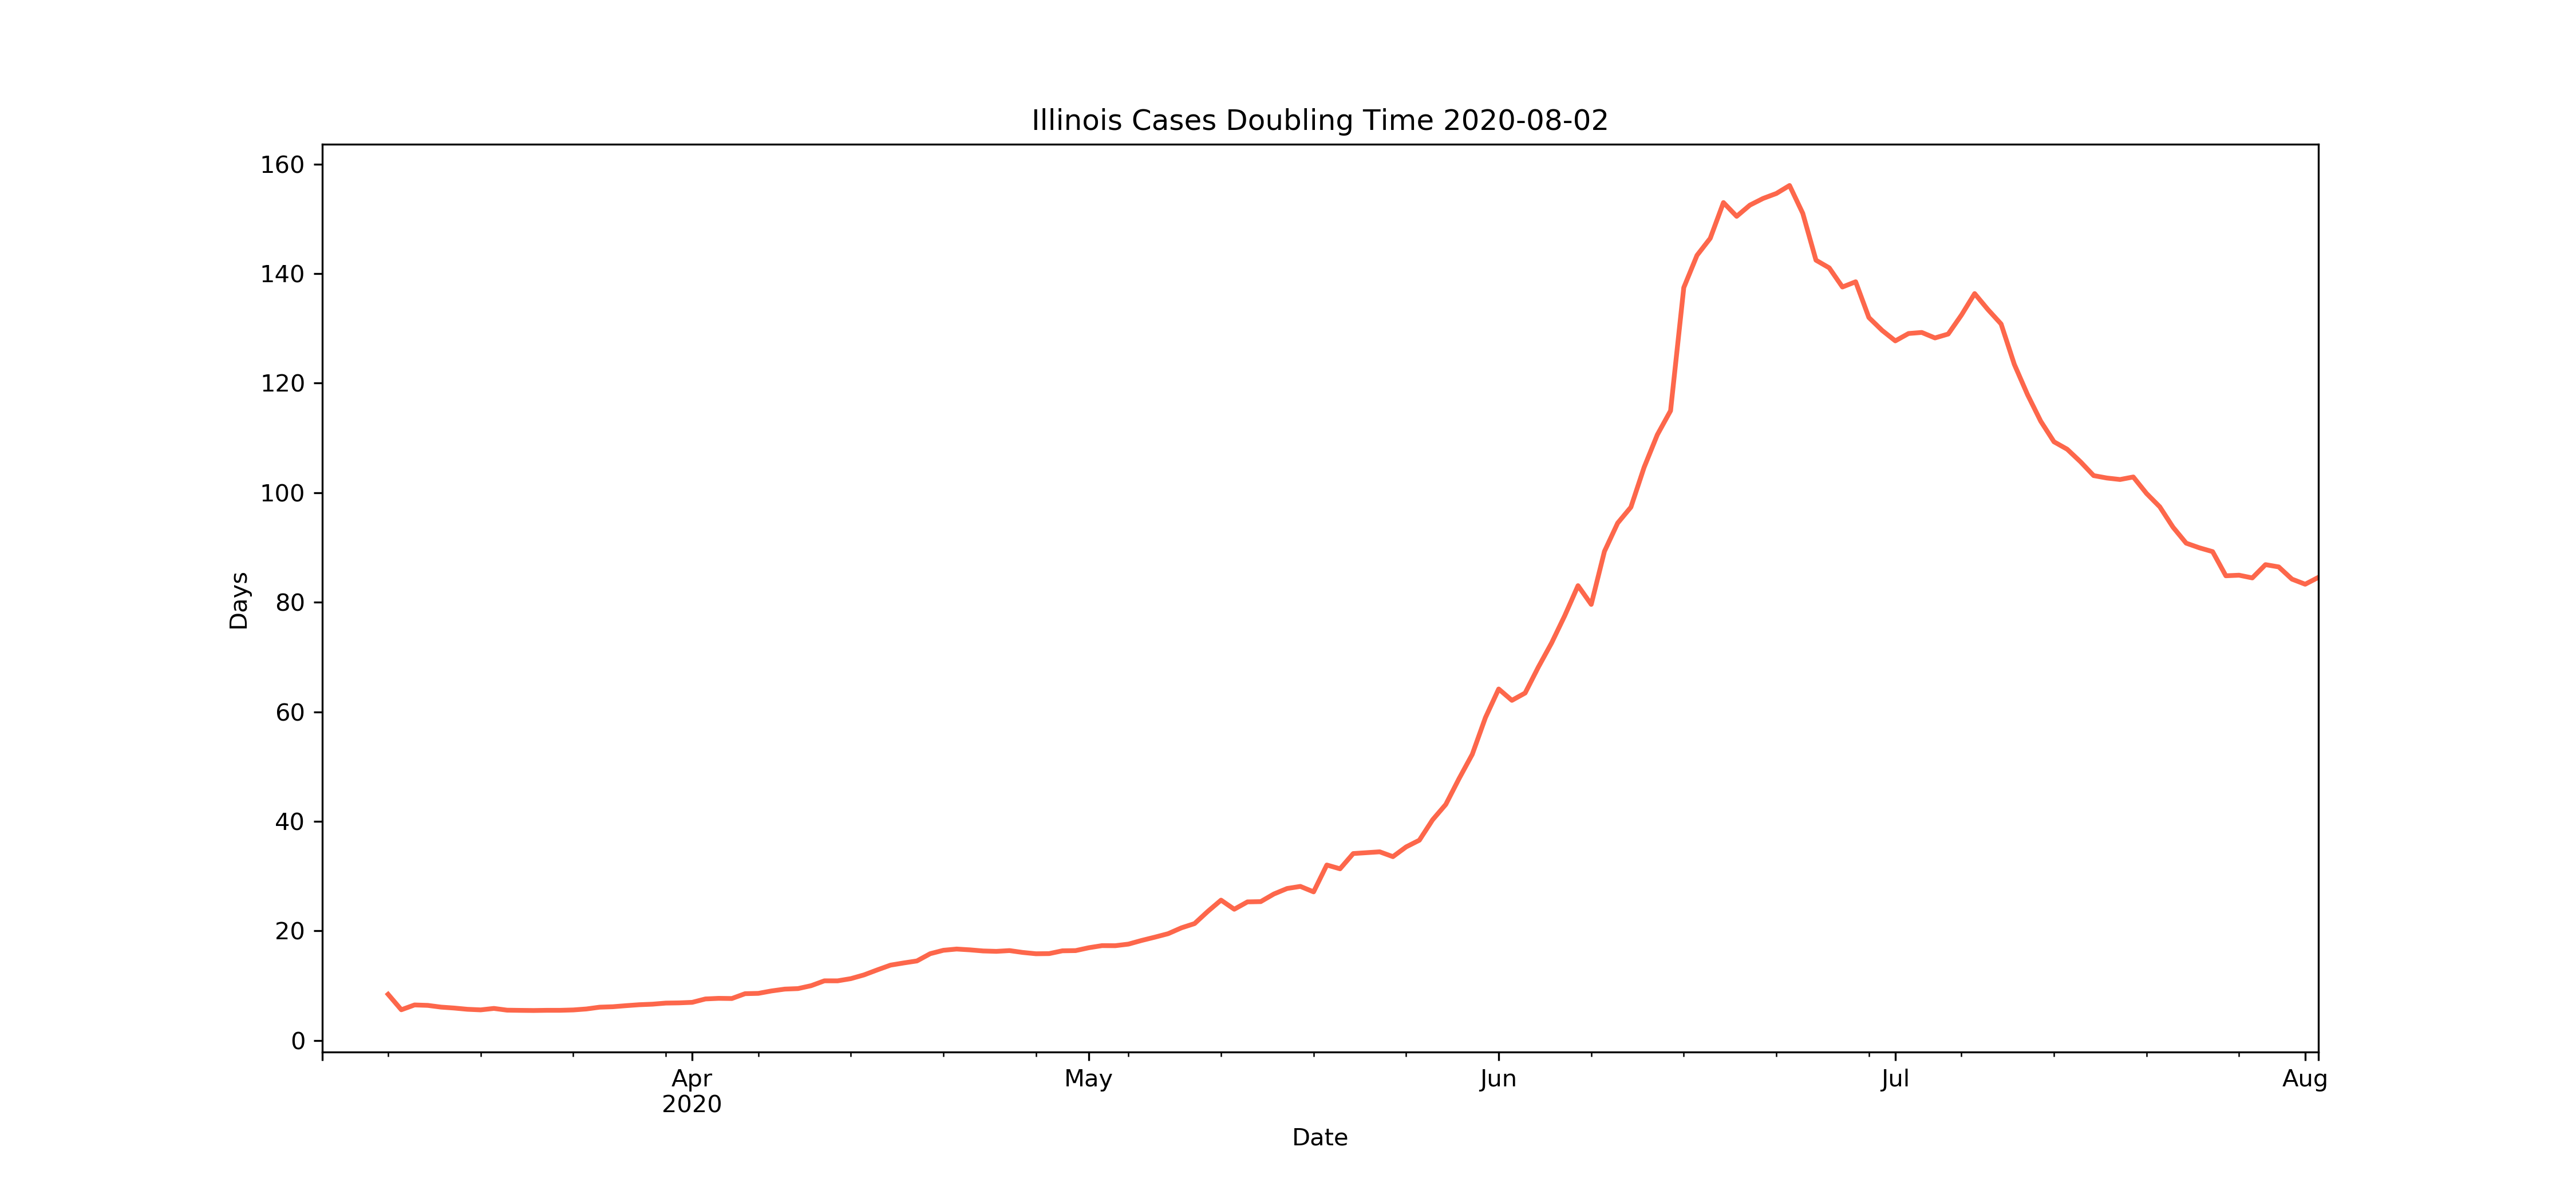 Illinois Cases Doubling Time 2020-08-02
160
140
120
100
80
60
40
20
0
Days
Apr
2020
May
Jun
Jul
Aug
Date